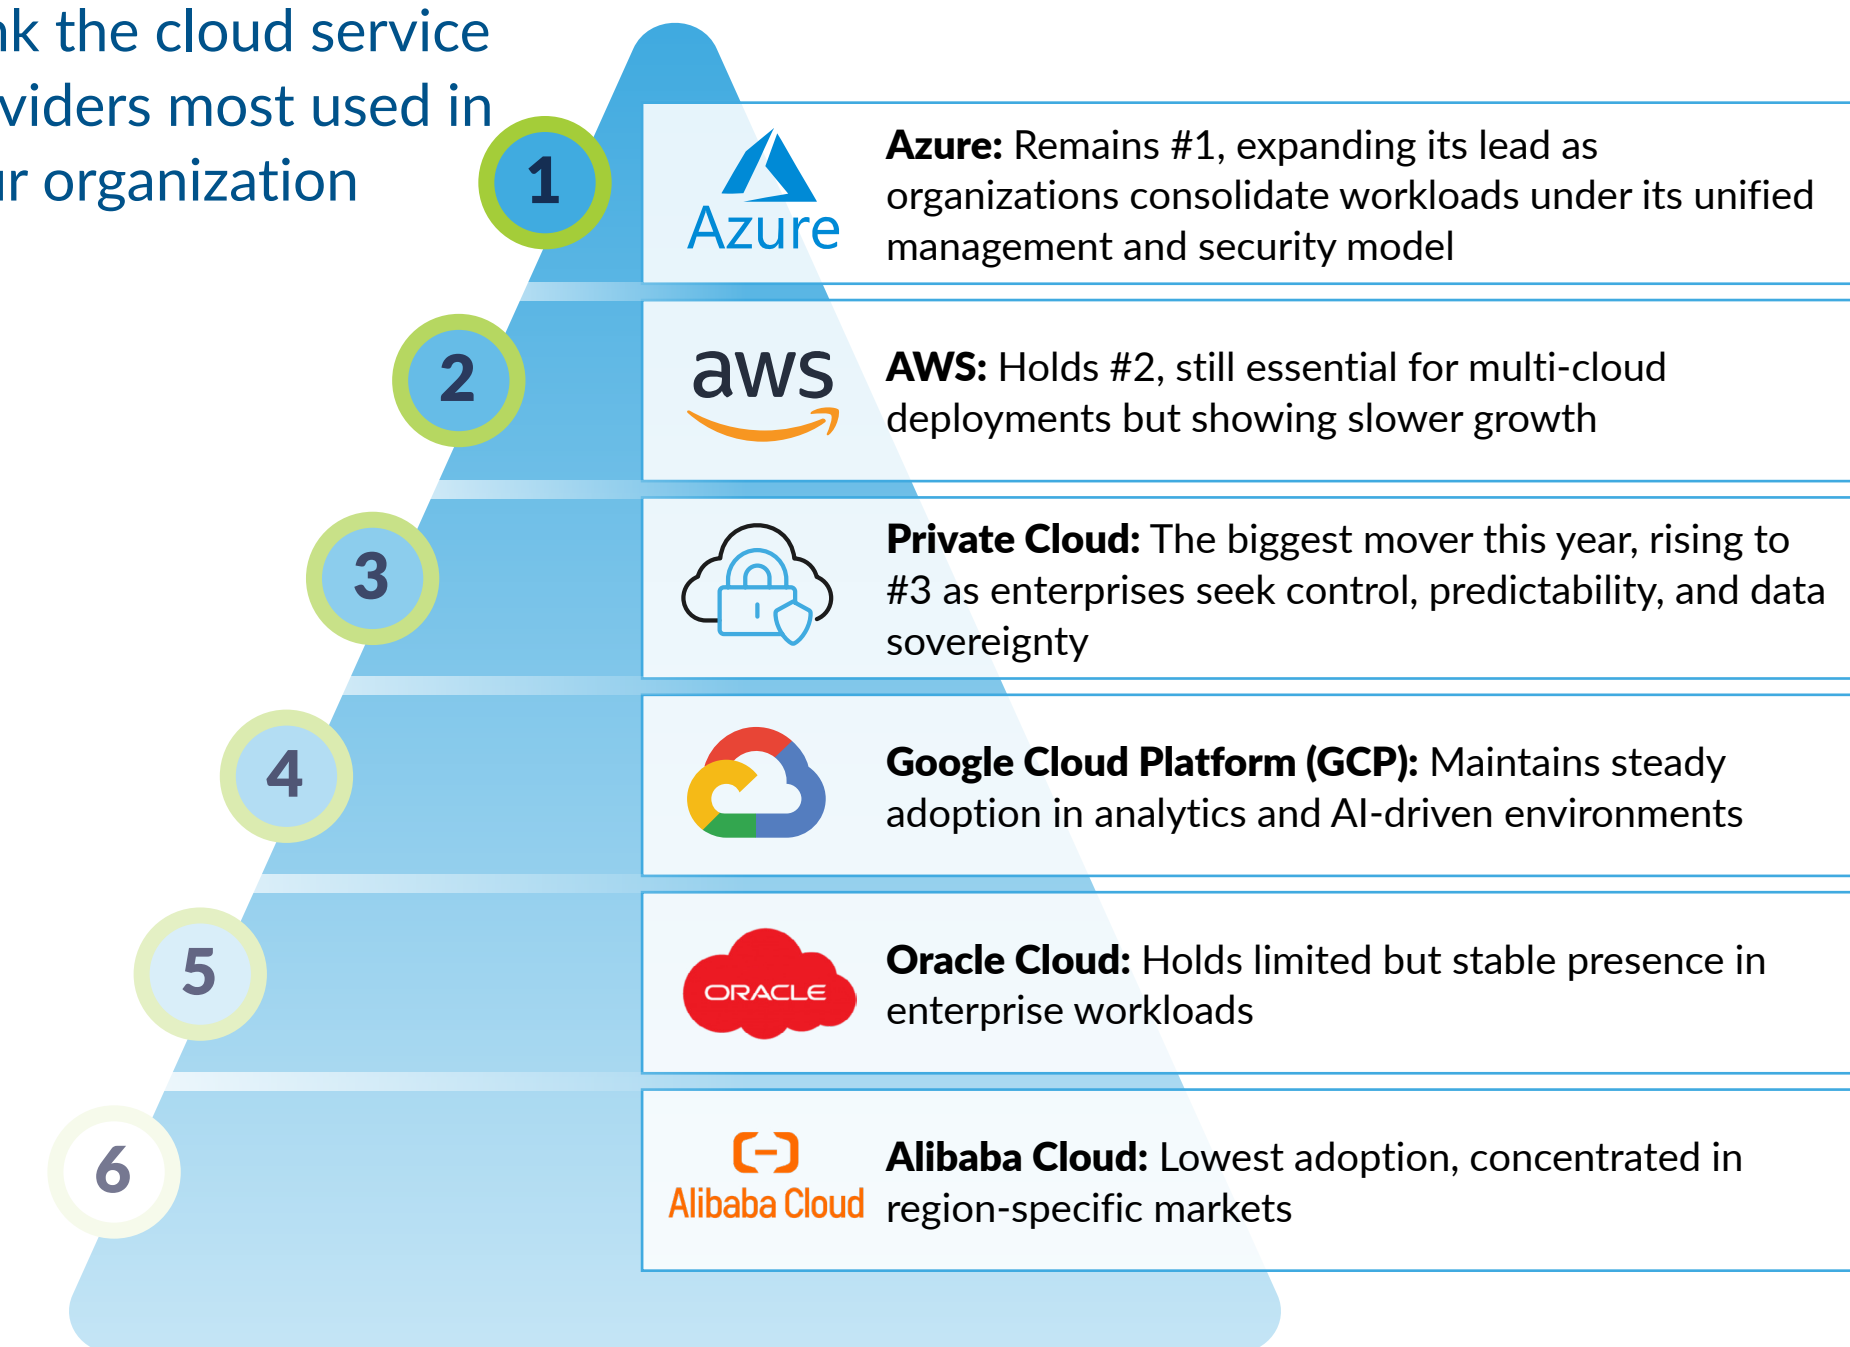 nk the cloud service
viders most used in
ur organization
1
Azure
Azure: Remains #1, expanding its lead as
organizations consolidate workloads under its unified
management and security model
2
aws
AWS: Holds #2, still essential for multi-cloud
deployments but showing slower growth
3
Private Cloud: The biggest mover this year, rising to
#3 as enterprises seek control, predictability, and data
sovereignty
4
Google Cloud Platform (GCP): Maintains steady
adoption in analytics and AI-driven environments
5
ORACLE
Oracle Cloud: Holds limited but stable presence in
enterprise workloads
6
Alibaba Cloud
Alibaba Cloud: Lowest adoption, concentrated in
region-specific markets